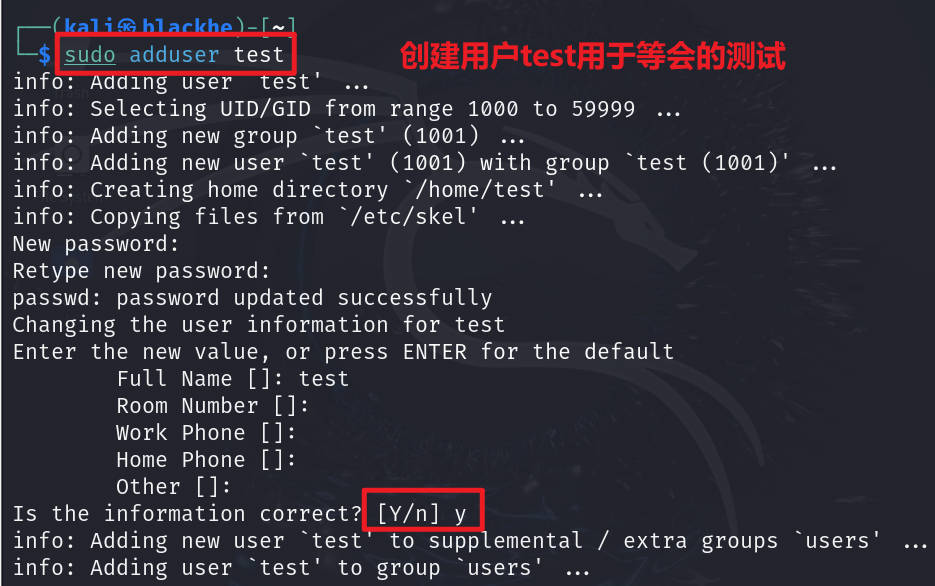 ┌──(kali㉿blackhe)-[~]
└─$ sudo adduser test
创建用户test用于等会的测试
info: Adding user `test' ...
info: Selecting UID/GID from range 1000 to 59999 ...
info: Adding new group `test' (1001) ...
info: Adding new user `test' (1001) with group `test (1001)' ...
info: Creating home directory `/home/test' ...
info: Copying files from `/etc/skel' ...
New password:
Retype new password:
passwd: password updated successfully
Changing the user information for test
Enter the new value, or press ENTER for the default
Full Name []: test
Room Number []:
Work Phone []:
Home Phone []:
Other []:
Is the information correct? [Y/n] y
info: Adding new user `test' to supplemental / extra groups `users' ...
info: Adding user `test' to group `users' ...